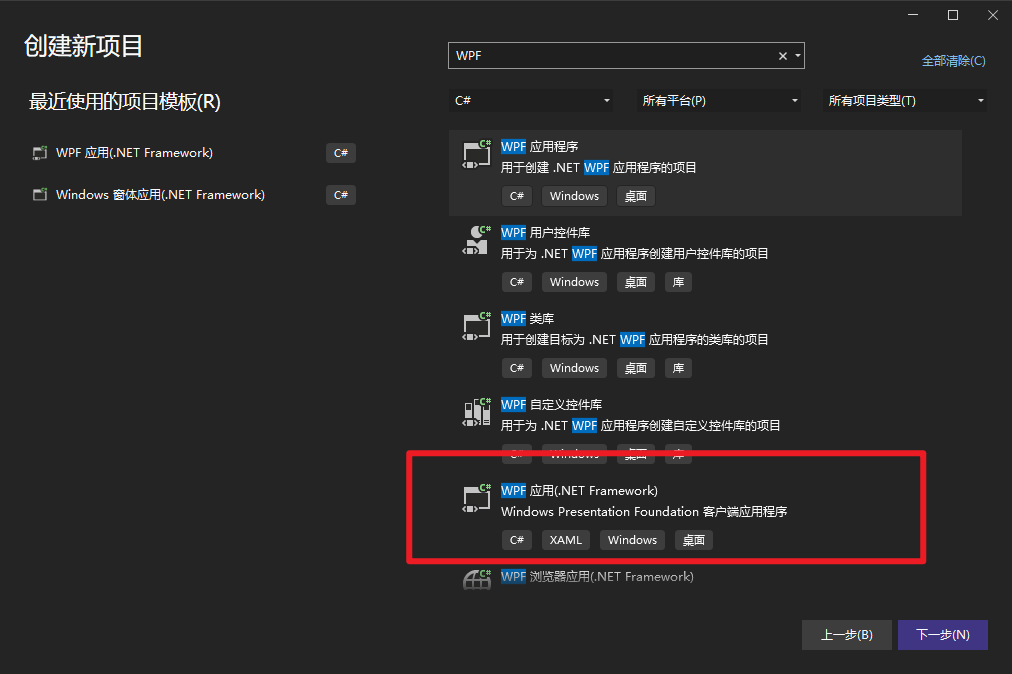 创建新项目
WPF
全部清除(C)
最近使用的项目模板(R)
C#
所有平台(P)
所有项目类型(T)
WPF 应用(.NET Framework)
C#
Windows 窗体应用(.NET Framework)
C#
WPF 应用程序
用于创建 .NET WPF 应用程序的项目
C#
Windows
桌面
WPF 用户控件库
用于为 .NET WPF 应用程序创建用户控件库的项目
C#
Windows
桌面
库
WPF 类库
用于创建目标为 .NET WPF 应用程序的类库的项目
C#
Windows
桌面
库
WPF 自定义控件库
用于为 .NET WPF 应用程序创建自定义控件库的项目
C#
Windows
桌面
库
WPF 应用(.NET Framework)
Windows Presentation Foundation 客户端应用程序
C#
XAML
Windows
桌面
WPF 浏览器应用(.NET Framework)
上一步(B)
下一步(N)